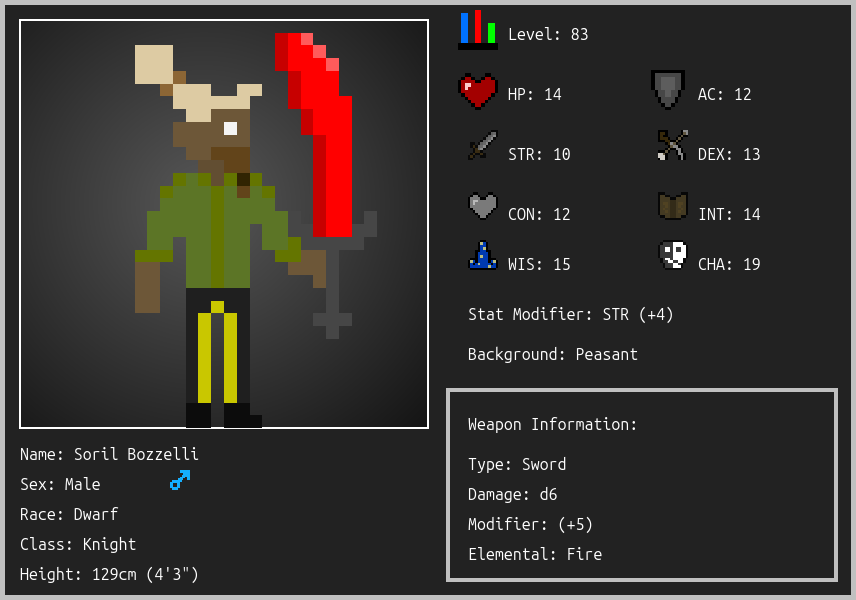 Level: 83
HP: 14
AC: 12
STR: 10
DEX: 13
CON: 12
INT: 14
WIS: 15
CHA: 19
Stat Modifier: STR (+4)
Background: Peasant
Weapon Information:
Type: Sword
Damage: d6
Modifier: (+5)
Elemental: Fire
Name: Soril Bozzelli
Sex: Male
Race: Dwarf
Class: Knight
Height: 129cm (4'3")